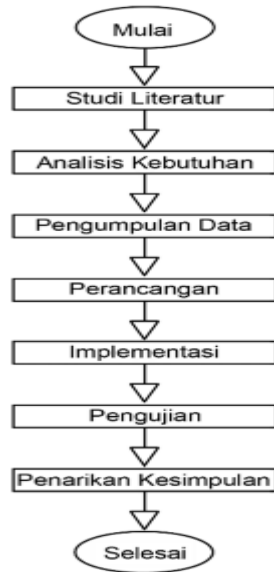 Mulai
Studi Literatur
Analisis Kebutuhan
Pengumpulan Data
Perancangan
Implementasi
Pengujian
Penarikan Kesimpulan
Selesai